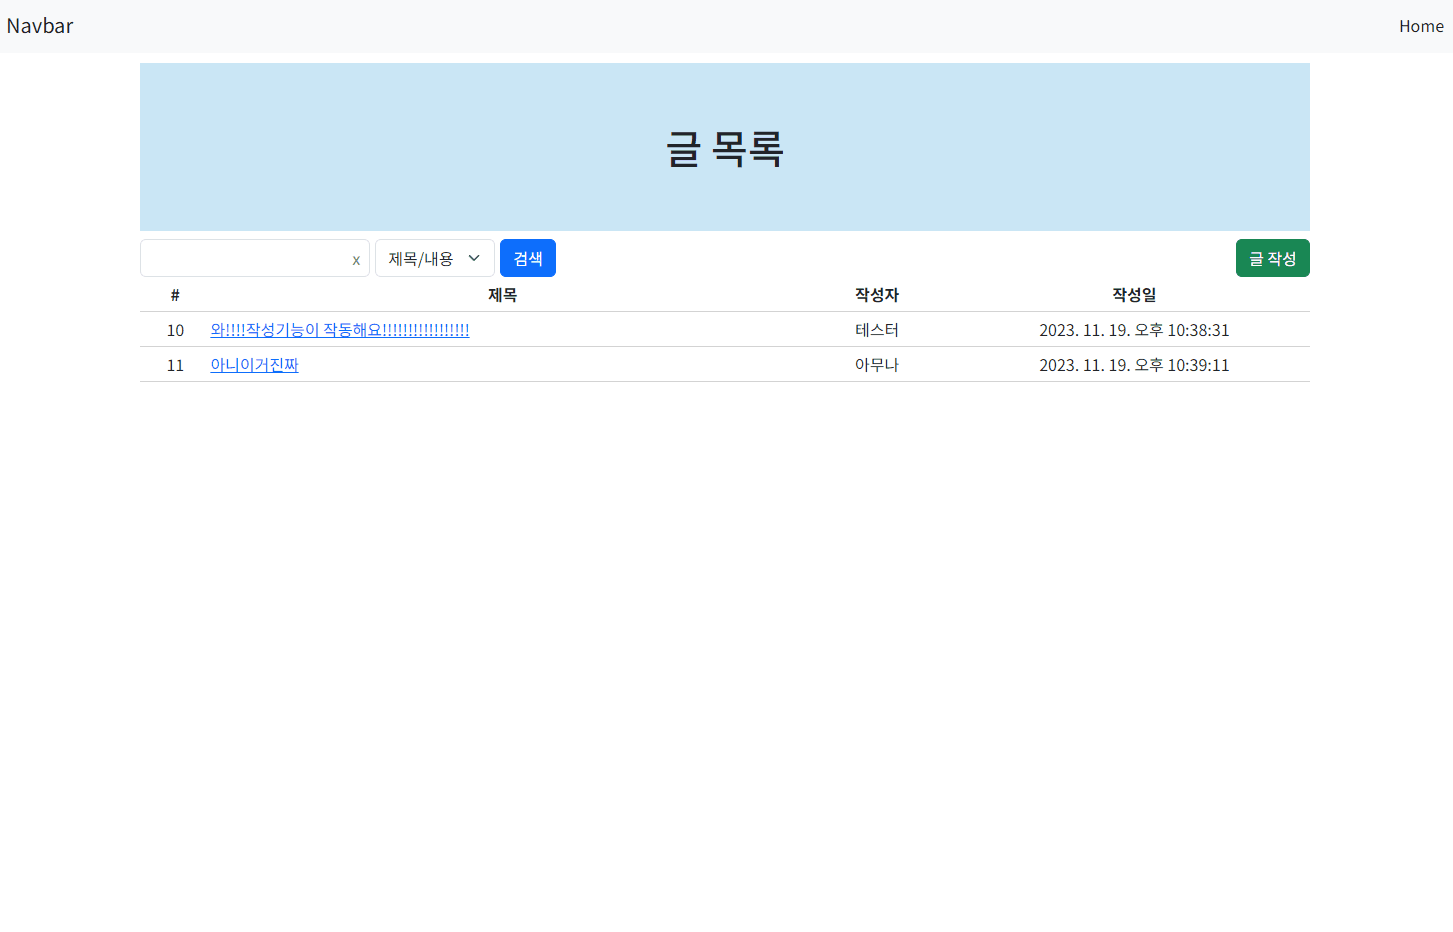 Navbar Home
글 목록
x 제목/내용 검색 글 작성
# 제목 작성자 작성일
10 와!!!!작성기능이 작동해요!!!!!!!!!!!!!!!!! 테스터 2023. 11. 19. 오후 10:38:31
11 아니이거진짜 아무나 2023. 11. 19. 오후 10:39:11